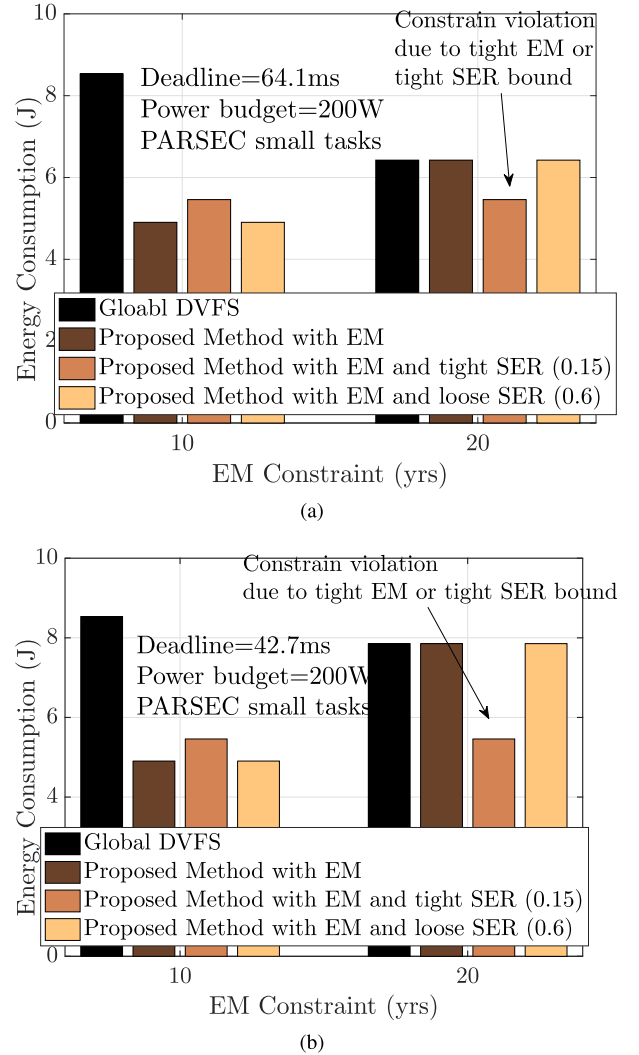 10
Constrain violation
due to tight EM or
tight SER bound
Deadline=64.1ms
Power budget=200W
PARSEC small tasks
8
6
4
2
0
Energy Consumption (J)
Gloabl DVFS
Proposed Method with EM
Proposed Method with EM and tight SER (0.15)
Proposed Method with EM and loose SER (0.6)
10
20
EM Constraint (yrs)
(a)
10
Constrain violation
due to tight EM or tight SER bound
Deadline=42.7ms
Power budget=200W
PARSEC small tasks
8
6
4
0
Energy Consumption (J)
Global DVFS
Proposed Method with EM
Proposed Method with EM and tight SER (0.15)
Proposed Method with EM and loose SER (0.6)
10
20
EM Constraint (yrs)
(b)